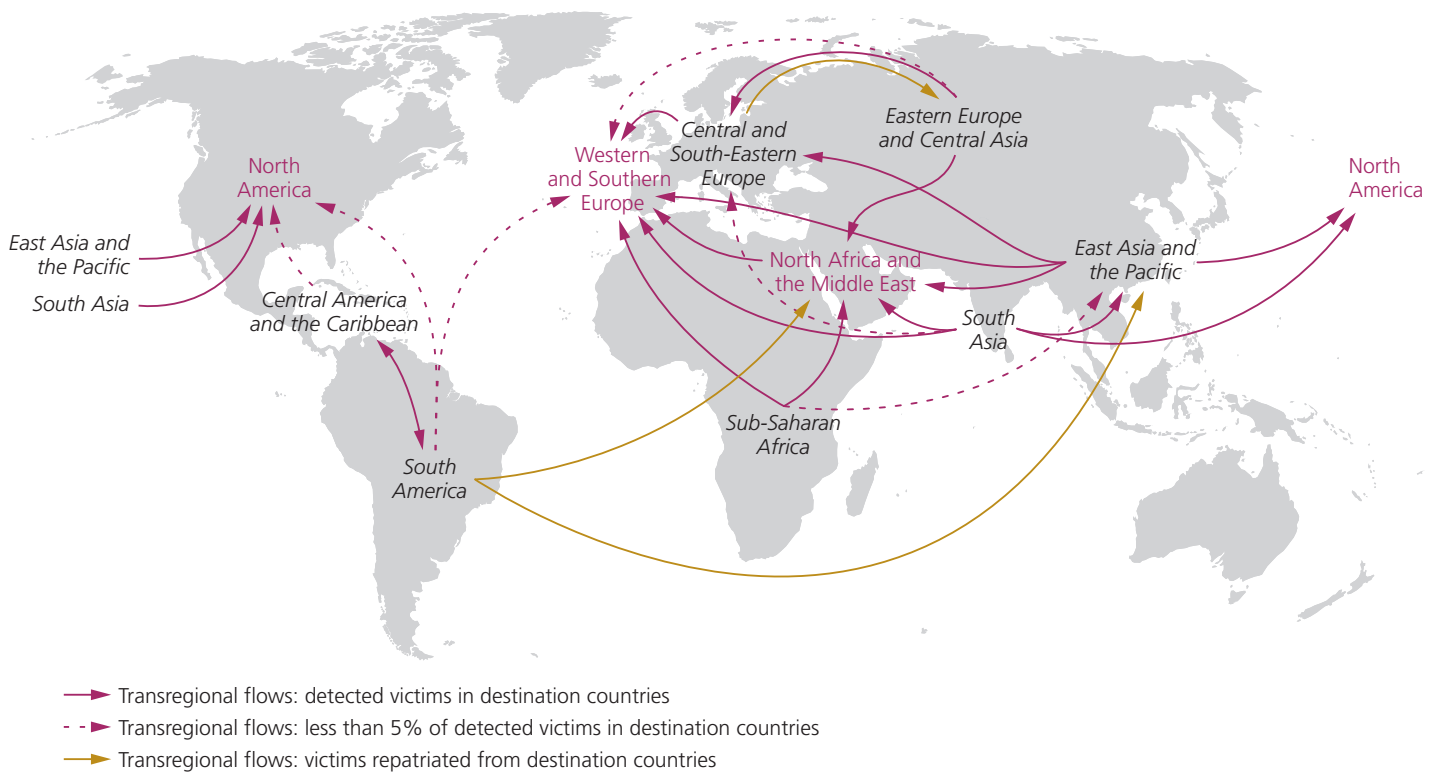 North
America
East Asia and
the Pacific
South Asia
Central America
and the Caribbean
South
America
Western
and Southern
Europe
Central and
South-Eastern
Europe
Eastern Europe
and Central Asia
North Africa and
the Middle East
Sub-Saharan
Africa
South
Asia
East Asia and
the Pacific
North
America
Transregional flows: detected victims in destination countries
Transregional flows: less than 5% of detected victims in destination countries
Transregional flows: victims repatriated from destination countries